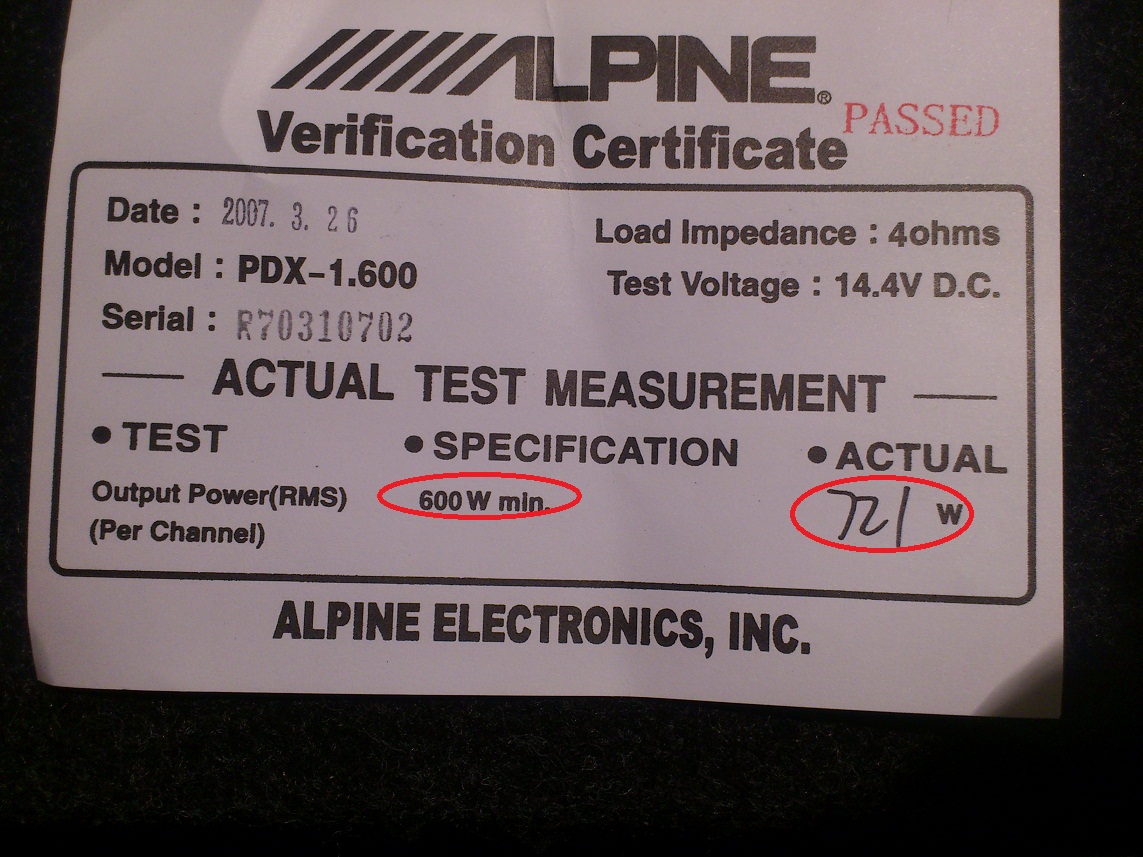 ALPINE®
PASSED
Verification Certificate
Date : 2007. 3. 26
Load Impedance : 4ohms
Model : PDX-1.600
Test Voltage : 14.4V D.C.
Serial : R70310702
ACTUAL TEST MEASUREMENT
• TEST • SPECIFICATION • ACTUAL
Output Power(RMS) 600 W min. 721 W
(Per Channel)
ALPINE ELECTRONICS, INC.